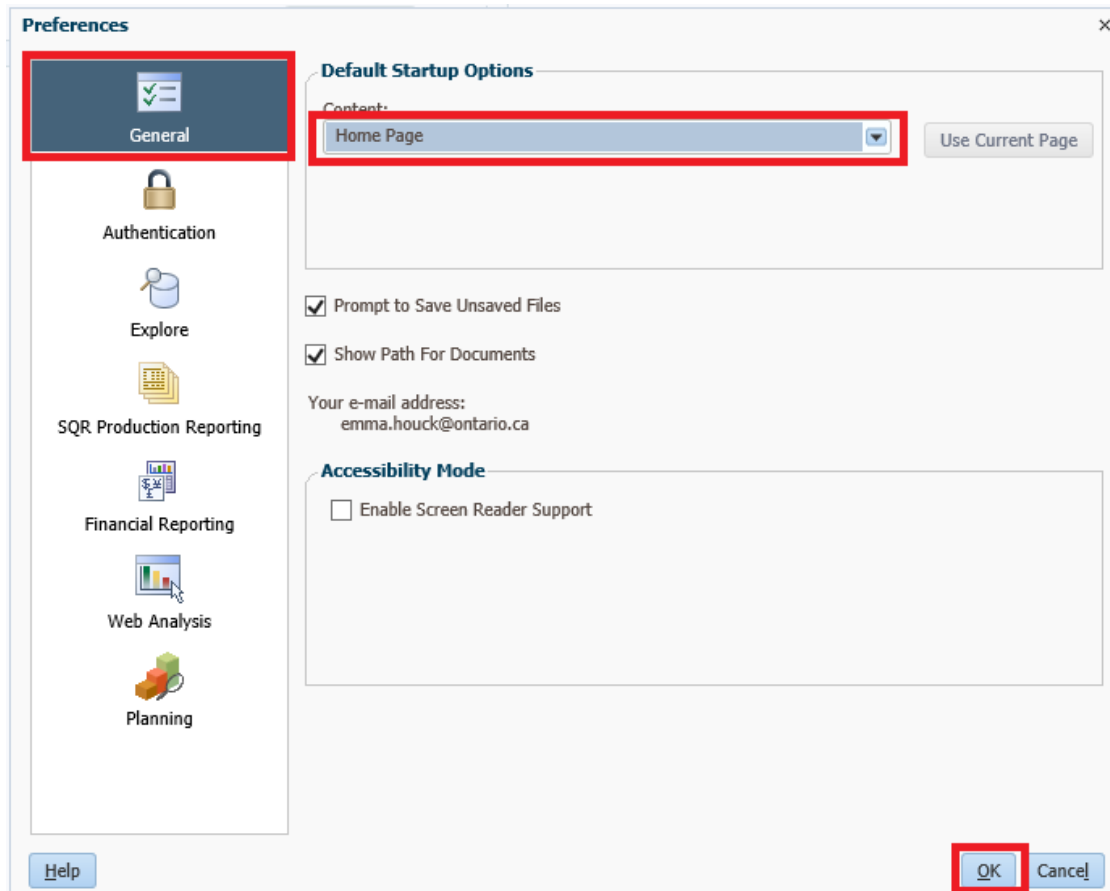 Preferences
General
Authentication
Explore
SQR Production Reporting
Financial Reporting
Web Analysis
Planning
Default Startup Options
Content:
Home Page
Use Current Page
Prompt to Save Unsaved Files
Show Path For Documents
Your e-mail address:
emma.houck@ontario.ca
Accessibility Mode
Enable Screen Reader Support
Help
OK
Cancel